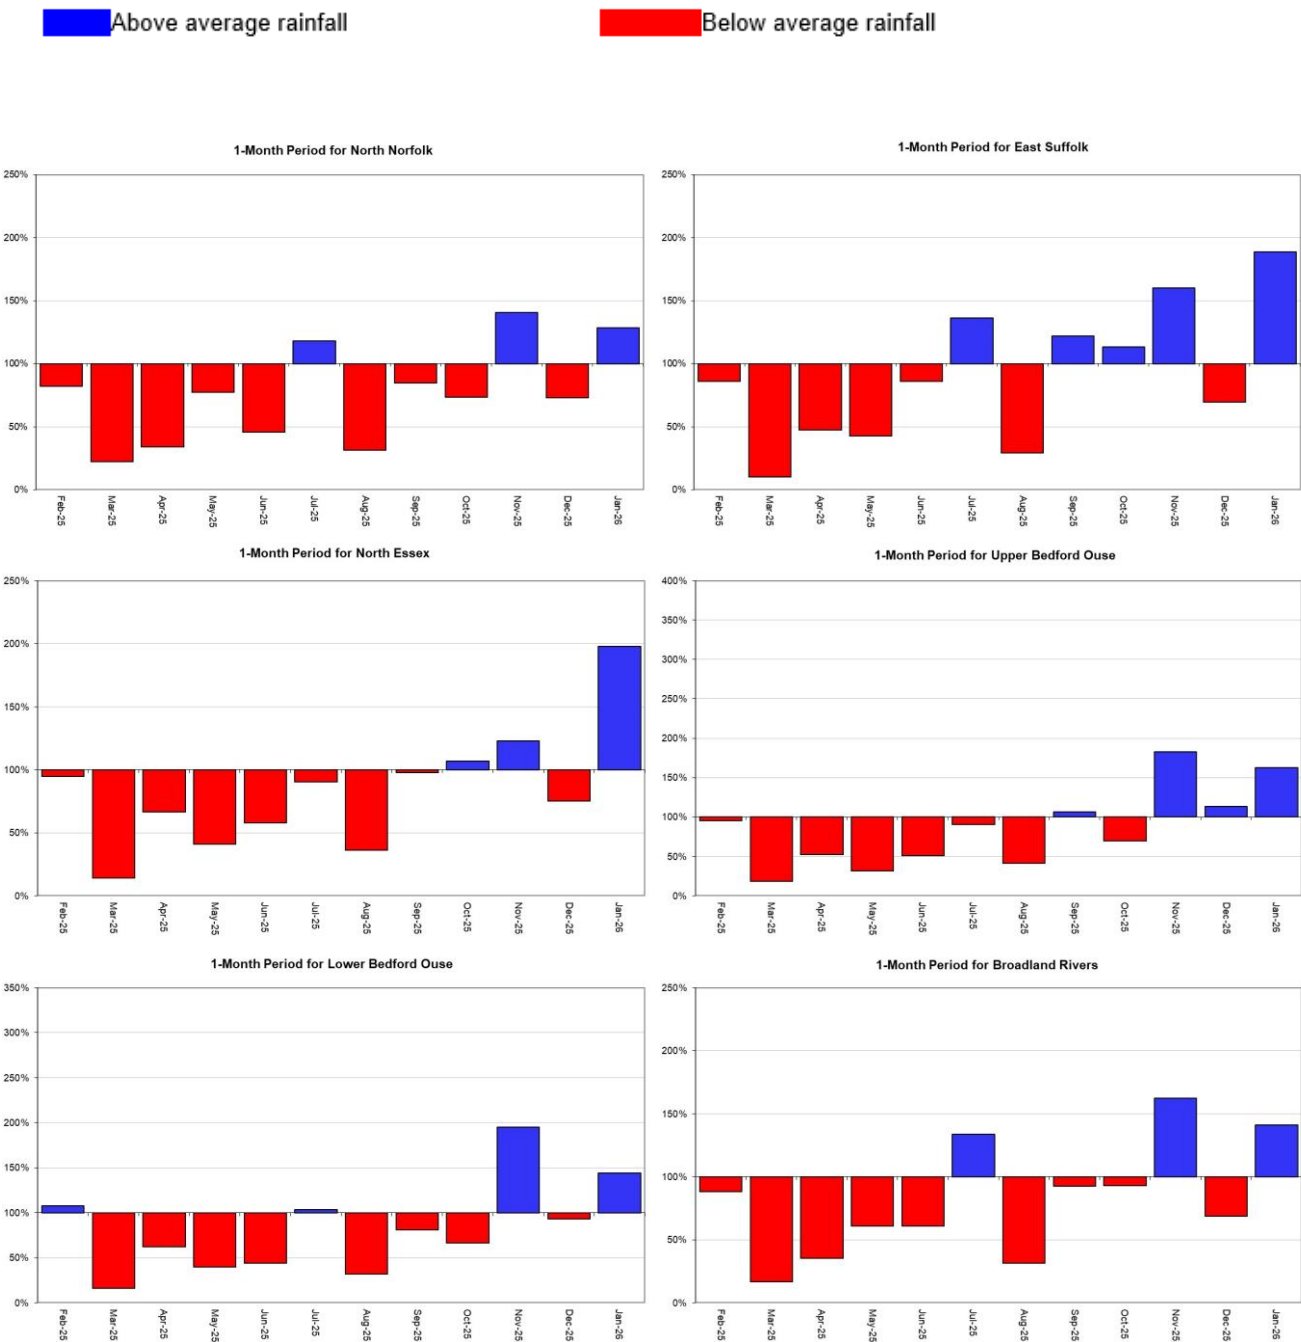 Above average rainfall
Below average rainfall
1-Month Period for North Norfolk
250%
200%
150%
100%
50%
0%
Feb-25
Mar-25
Apr-25
May-25
Jun-25
Jul-25
Aug-25
Sep-25
Oct-25
Nov-25
Dec-25
Jan-26
1-Month Period for East Suffolk
250%
200%
150%
100%
50%
0%
Feb-25
Mar-25
Apr-25
May-25
Jun-25
Jul-25
Aug-25
Sep-25
Oct-25
Nov-25
Dec-25
Jan-26
1-Month Period for North Essex
250%
200%
150%
100%
50%
0%
Feb-25
Mar-25
Apr-25
May-25
Jun-25
Jul-25
Aug-25
Sep-25
Oct-25
Nov-25
Dec-25
Jan-26
1-Month Period for Upper Bedford Ouse
400%
350%
300%
250%
200%
150%
100%
50%
0%
Feb-25
Mar-25
Apr-25
May-25
Jun-25
Jul-25
Aug-25
Sep-25
Oct-25
Nov-25
Dec-25
Jan-26
1-Month Period for Lower Bedford Ouse
350%
300%
250%
200%
150%
100%
50%
0%
Feb-25
Mar-25
Apr-25
May-25
Jun-25
Jul-25
Aug-25
Sep-25
Oct-25
Nov-25
Dec-25
Jan-26
1-Month Period for Broadland Rivers
250%
200%
150%
100%
50%
0%
Feb-25
Mar-25
Apr-25
May-25
Jun-25
Jul-25
Aug-25
Sep-25
Oct-25
Nov-25
Dec-25
Jan-26